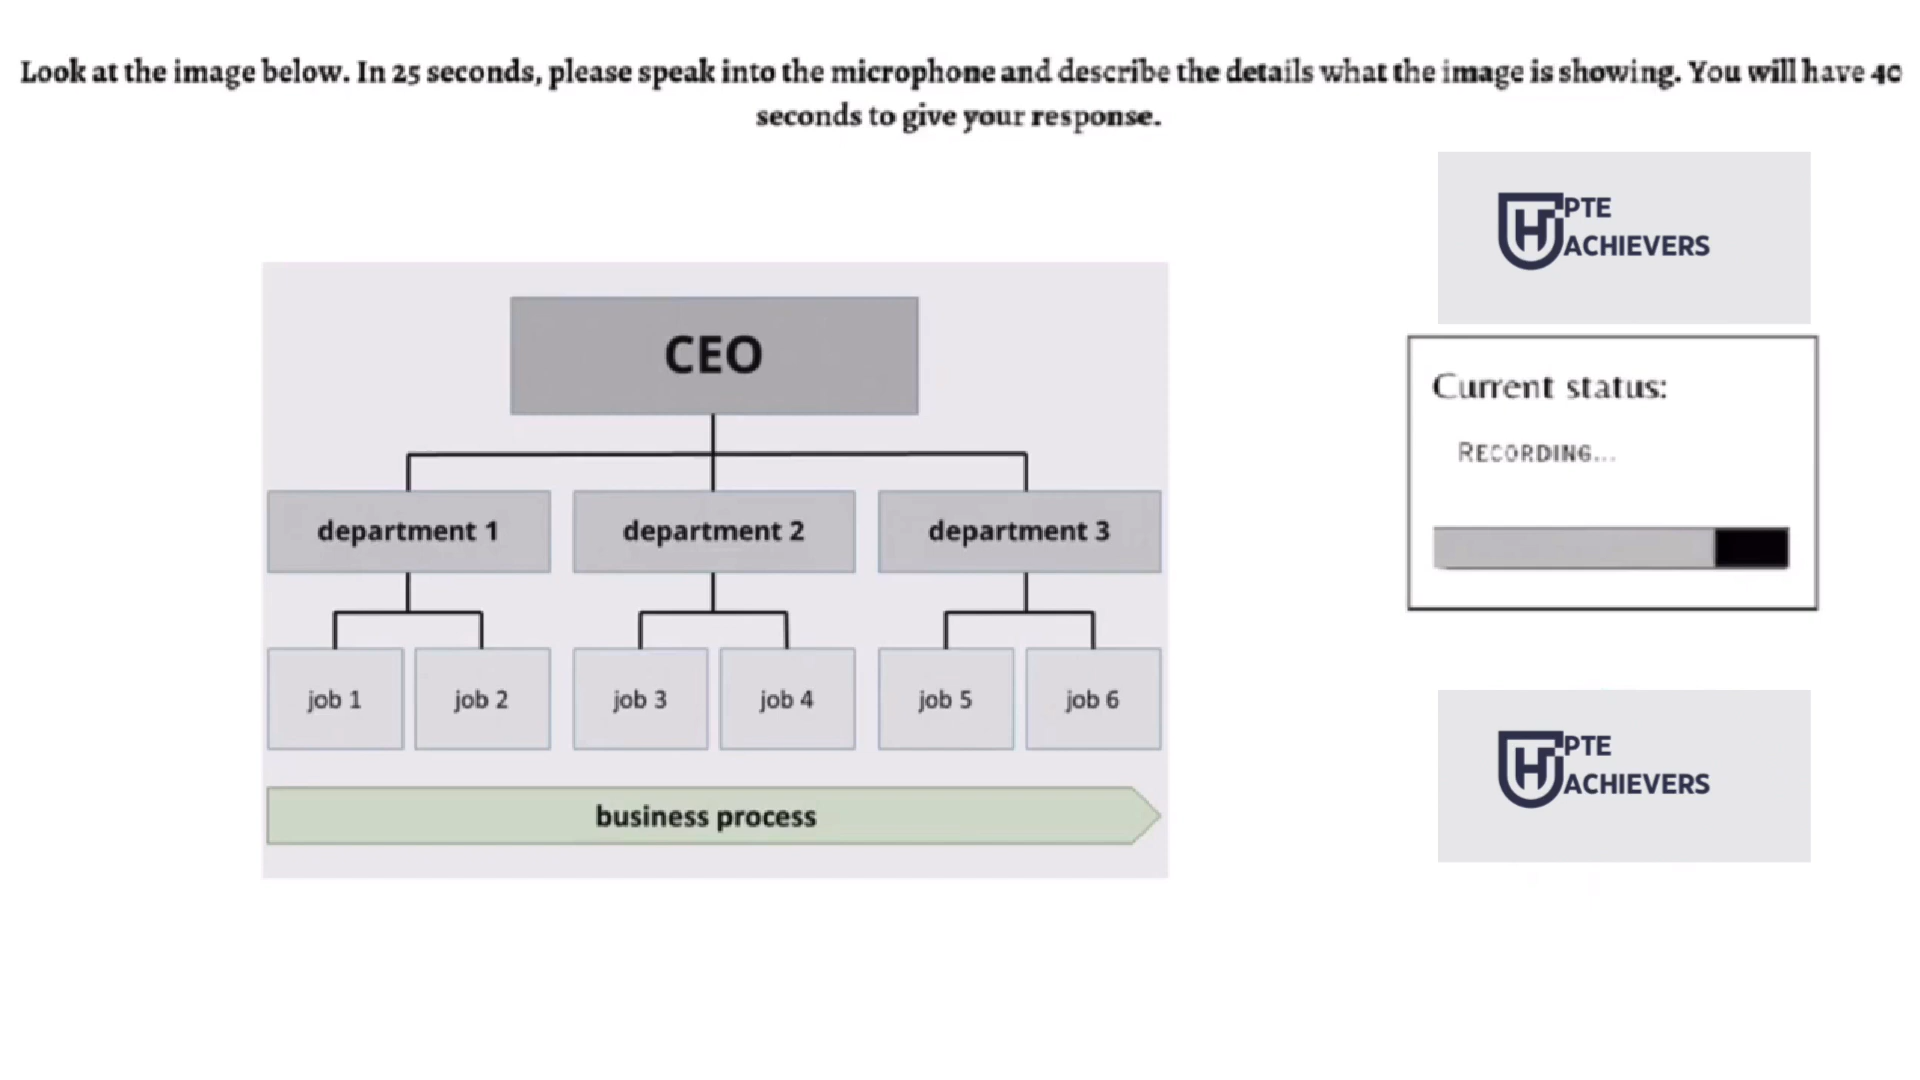 Look at the image below. In 25 seconds, please speak into the microphone and describe the details what the image is showing. You will have 40
seconds to give your response.
PTE
ACHIEVERS
CEO
Current status:
RECORDING...
department 1
department 2
department 3
job 1
job 2
job 3
job 4
job 5
job 6
business process
PTE
ACHIEVERS